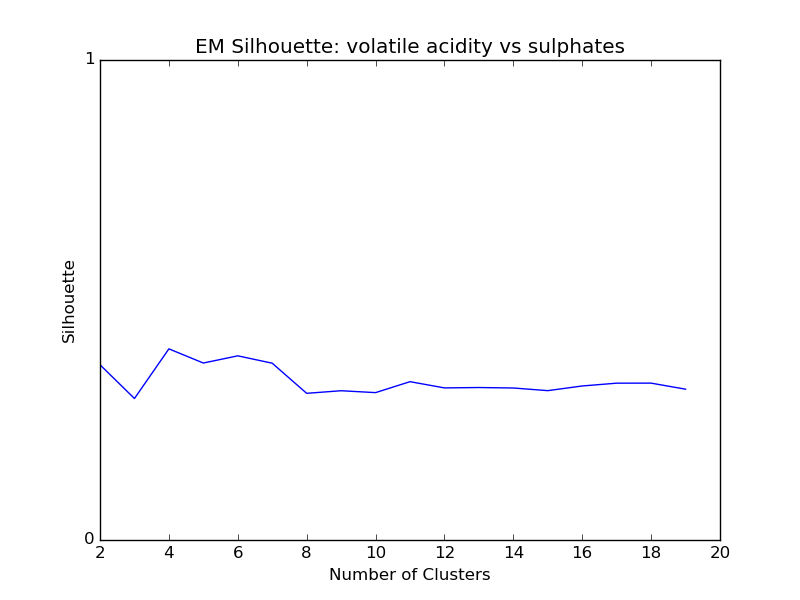 EM Silhouette: volatile acidity vs sulphates
1
Silhouette
0
2 4 6 8 10 12 14 16 18 20
Number of Clusters